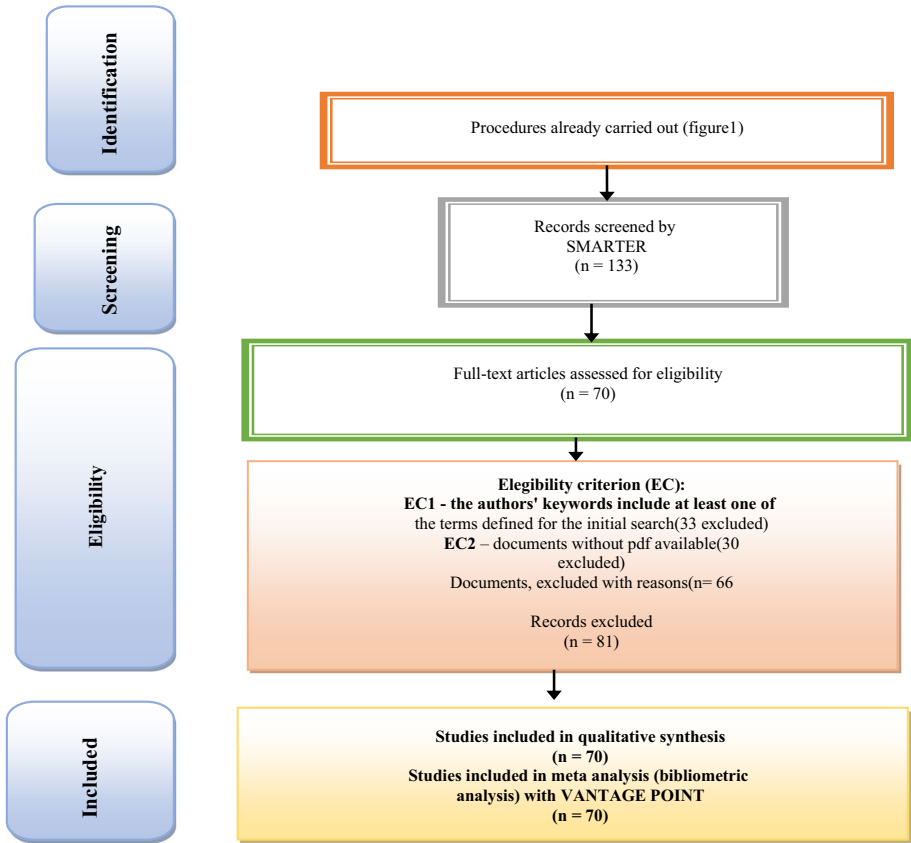 Identification
Procedures already carried out (figure1)
Screening
Records screened by
SMARTER
(n = 133)
Eligibility
Full-text articles assessed for eligibility
(n = 70)
Elegibility criterion (EC):
EC1 - the authors' keywords include at least one of
the terms defined for the initial search(33 excluded)
EC2 – documents without pdf available(30
excluded)
Documents, excluded with reasons(n= 66
Records excluded
(n = 81)
Included
Studies included in qualitative synthesis
(n = 70)
Studies included in meta analysis (bibliometric
analysis) with VANTAGE POINT
(n = 70)